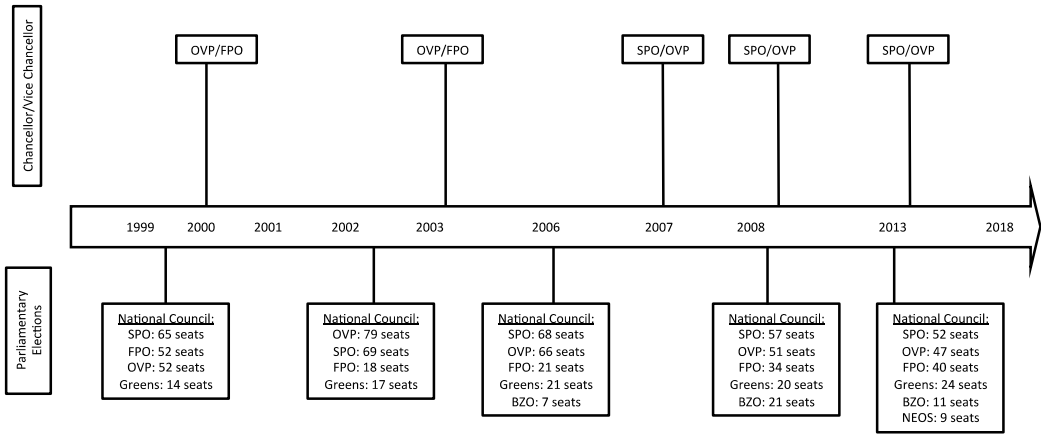 Chancellor/Vice Chancellor
OVP/FPO
OVP/FPO
SPO/OVP
SPO/OVP
SPO/OVP
1999
2000
2001
2002
2003
2006
2007
2008
2013
2018
Parliamentary
Elections
National Council:
SPO: 65 seats
FPO: 52 seats
OVP: 52 seats
Greens: 14 seats
National Council:
OVP: 79 seats
SPO: 69 seats
FPO: 18 seats
Greens: 17 seats
National Council:
SPO: 68 seats
OVP: 66 seats
FPO: 21 seats
Greens: 21 seats
BZO: 7 seats
National Council:
SPO: 57 seats
OVP: 51 seats
FPO: 34 seats
Greens: 20 seats
BZO: 21 seats
National Council:
SPO: 52 seats
OVP: 47 seats
FPO: 40 seats
Greens: 24 seats
BZO: 11 seats
NEOS: 9 seats